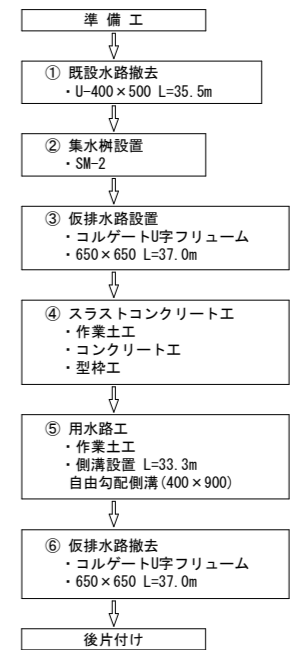 準 備 工
① 既設水路撤去
・U-400×500 L=35.5m
② 集水桝設置
・SM-2
③ 仮排水路設置
・コルゲートU字フリューム
・650×650 L=37.0m
④ スラストコンクリート工
・作業土工
・コンクリート工
・型枠工
⑤ 用水路工
・作業土工
・側溝設置 L=33.3m
自由勾配側溝(400×900)
⑥ 仮排水路撤去
・コルゲートU字フリューム
・650×650 L=37.0m
後片付け